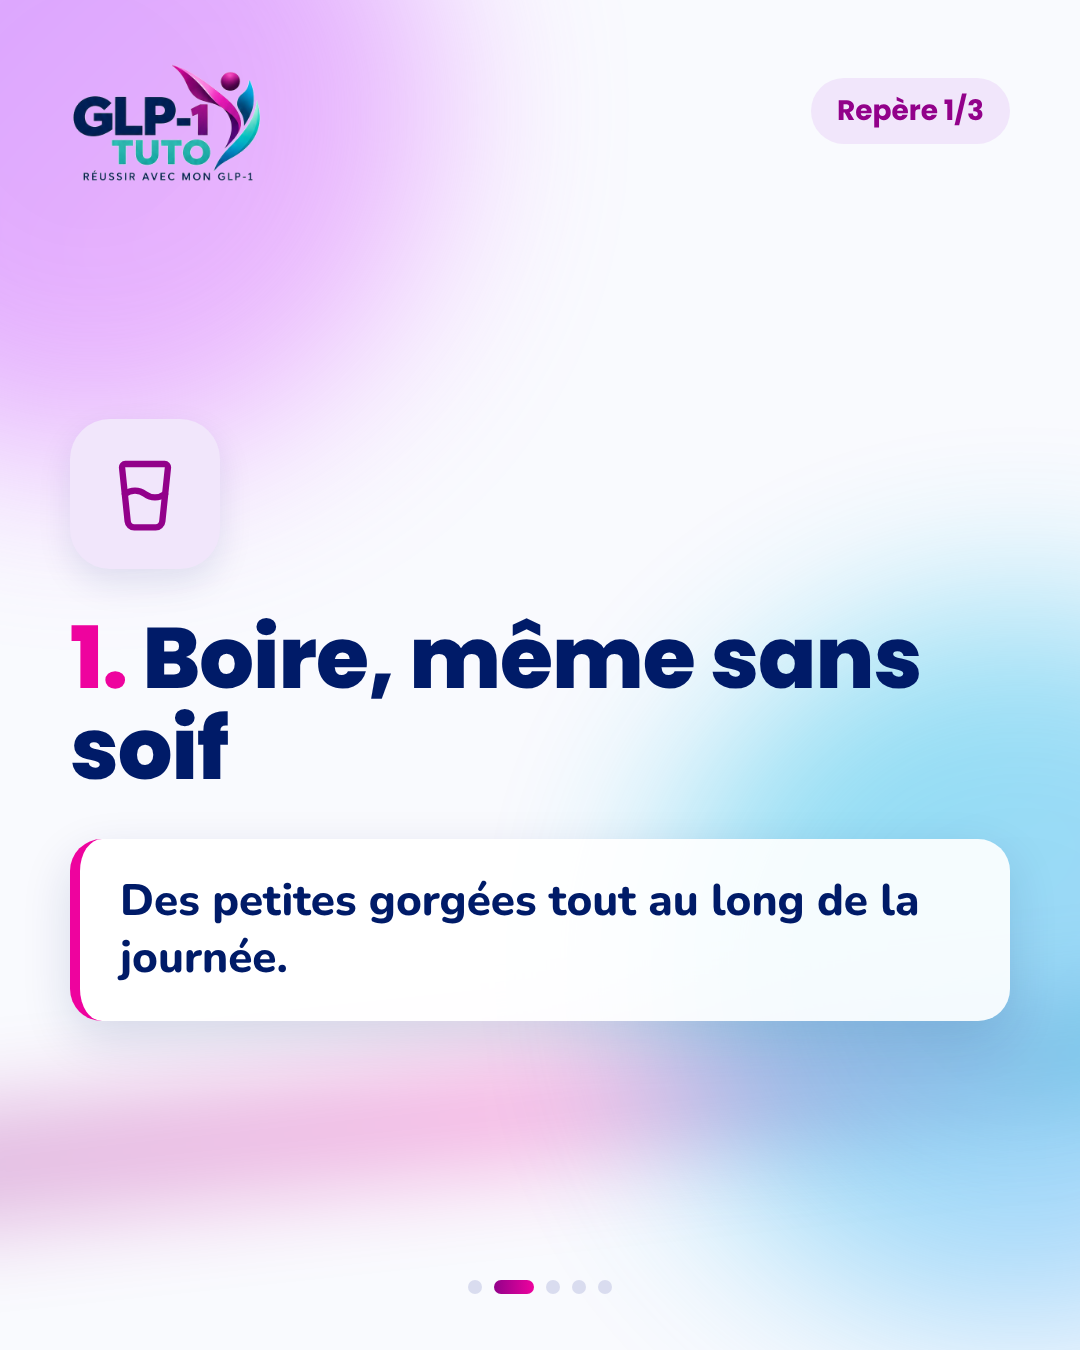 GLP-1
TUTO
RÉUSSIR AVEC MON GLP-1
Repère 1/3
1. Boire, même sans
soif
Des petites gorgées tout au long de la
journée.